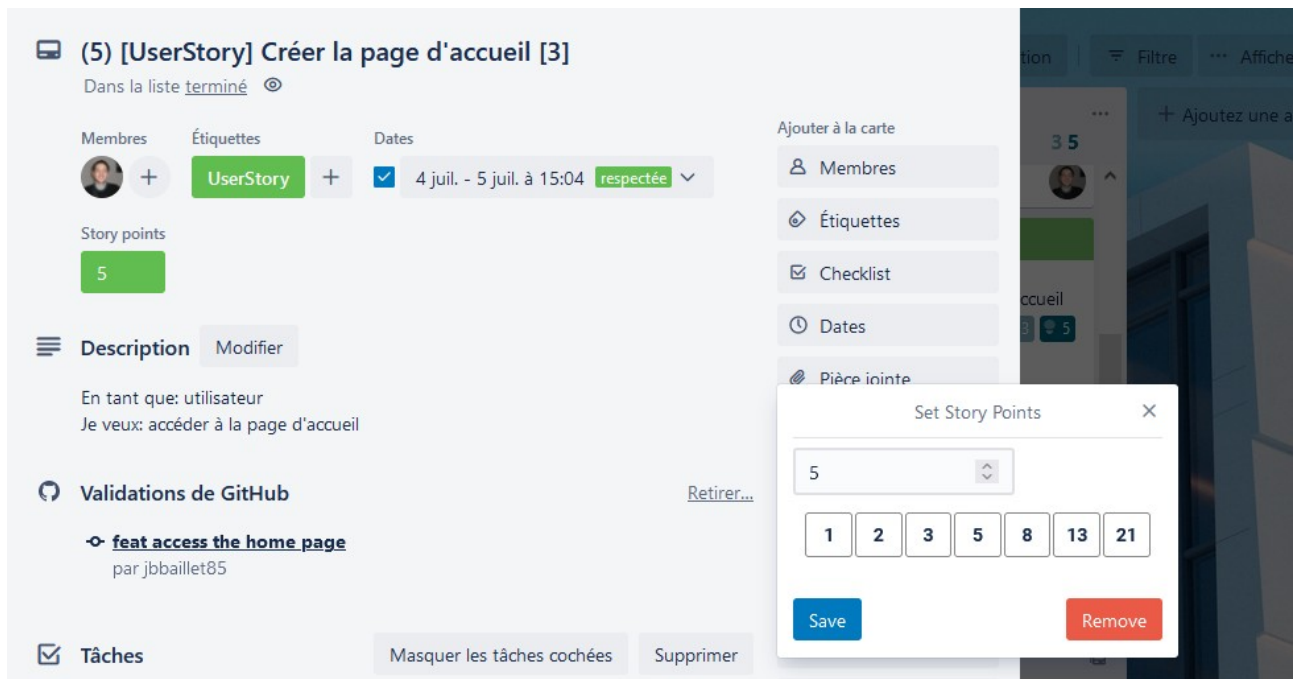 (5) [UserStory] Créer la page d'accueil [3]
Dans la liste terminé
Membres Étiquettes Dates
UserStory 4 juil. - 5 juil. à 15:04 respectée
Story points
5
Description Modifier
En tant que: utilisateur
Je veux: accéder à la page d'accueil
Validations de GitHub Retirer...
feat access the home page
par jbbaillet85
Tâches Masquer les tâches cochées Supprimer
Ajouter à la carte
Membres
Étiquettes
Checklist
Dates
Pièce jointe
Set Story Points
5
1 2 3 5 8 13 21
Save Remove
tion Filtre ... Affiche
... + Ajoutez une a
3 5
ccueil
3 5